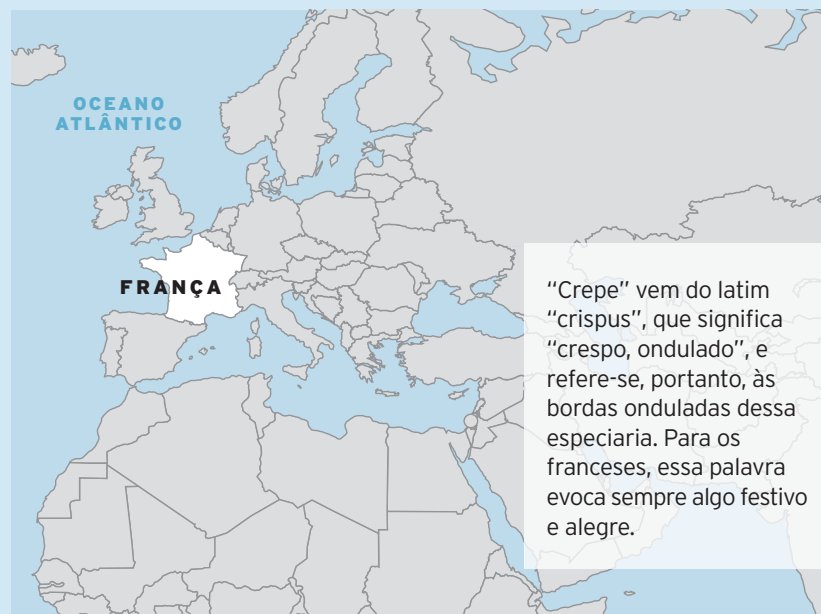 OCEANO
ATLÂNTICO
FRANÇA
“Crepe” vem do latim
“crispus”, que significa
“crespo, ondulado”, e
refere-se, portanto, às
bordas onduladas dessa
especiaria. Para os
franceses, essa palavra
evoca sempre algo festivo
e alegre.